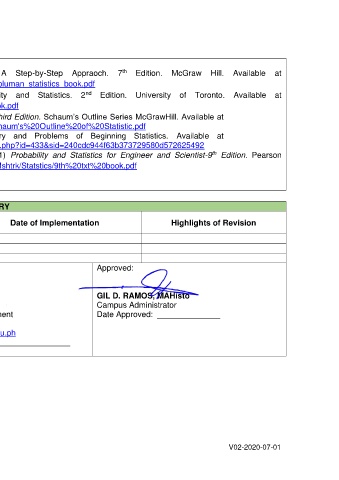 A Step-by-Step Appraoch. 7th Edition. McGraw Hill. Available at
bluman_statistics_book.pdf
ity and Statistics. 2nd Edition. University of Toronto. Available at
ok.pdf
hird Edition. Schaum's Outline Series McGrawHill. Available at
haum's%20Outline%20of%20Statistic.pdf
ry and Problems of Beginning Statistics. Available at
.php?id=433&sid=240cdc944f63b373729580d572625492
1) Probability and Statistics for Engineer and Scientist-9th Edition. Pearson
Mshtrk/Statstics/9th%20txt%20book.pdf
RY
Date of Implementation Highlights of Revision
Approved:
GIL D. RAMOS, MAHisto
Campus Administrator
ment Date Approved: _______________
u.ph
V02-2020-07-01